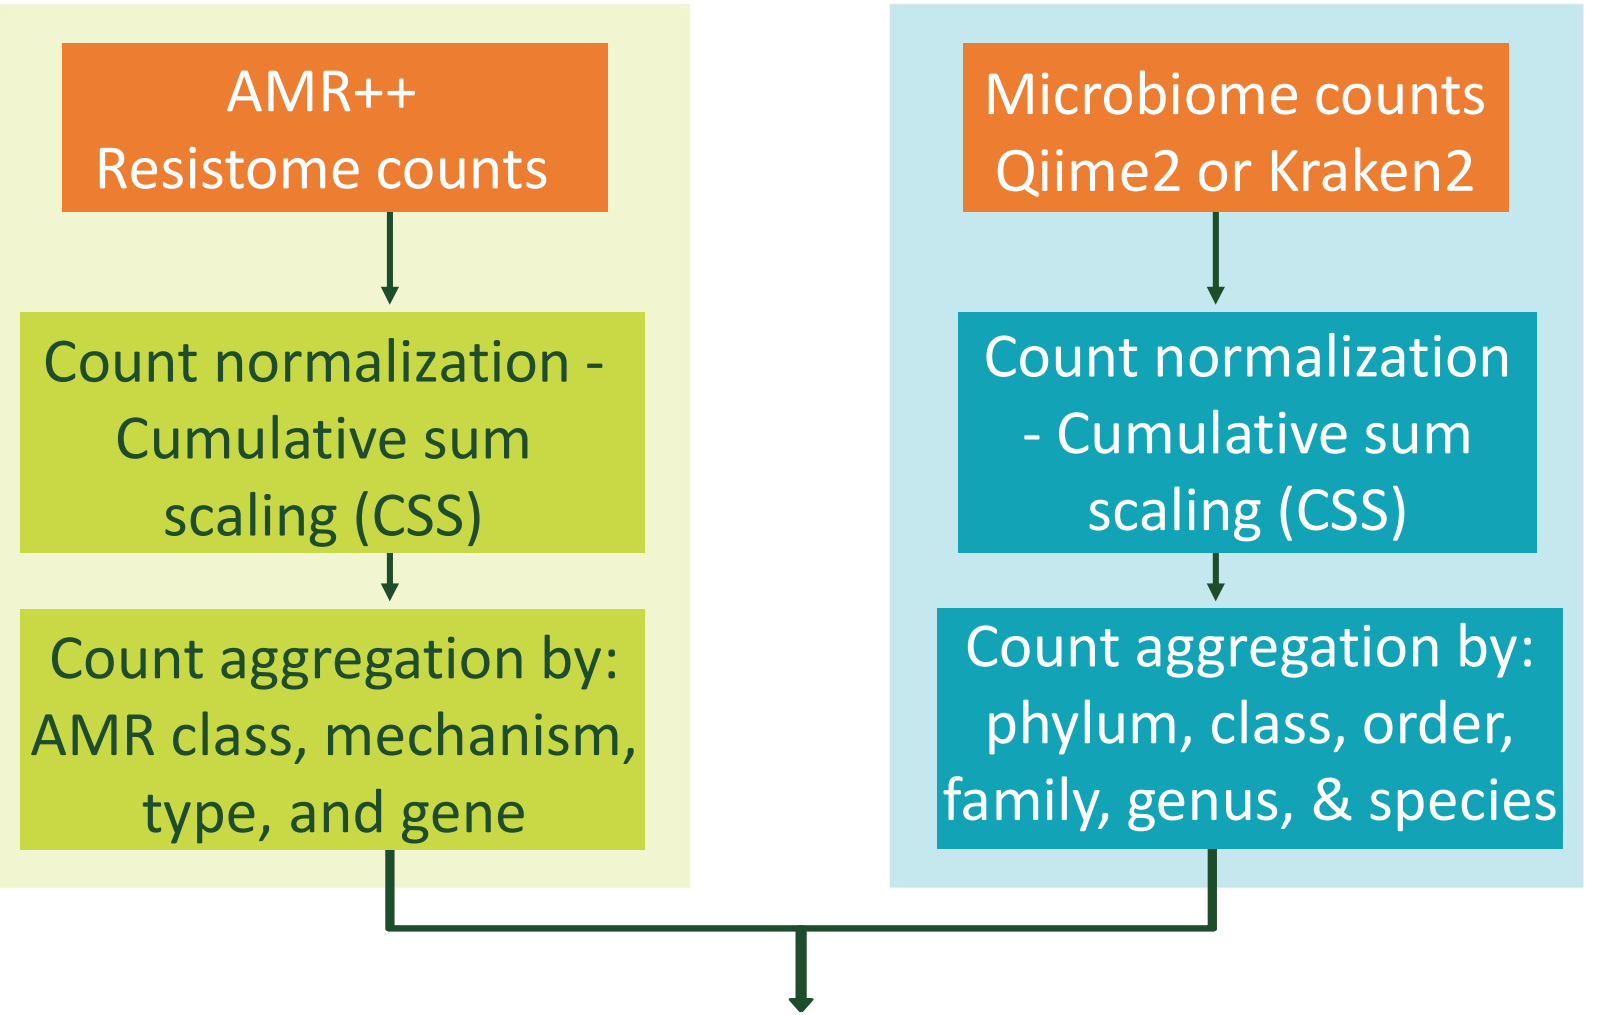 AMR++
Resistome counts
Count normalization -
Cumulative sum
scaling (CSS)
Count aggregation by:
AMR class, mechanism,
type, and gene
Microbiome counts
Qiime2 or Kraken2
Count normalization
- Cumulative sum
scaling (CSS)
Count aggregation by:
phylum, class, order,
family, genus, & species